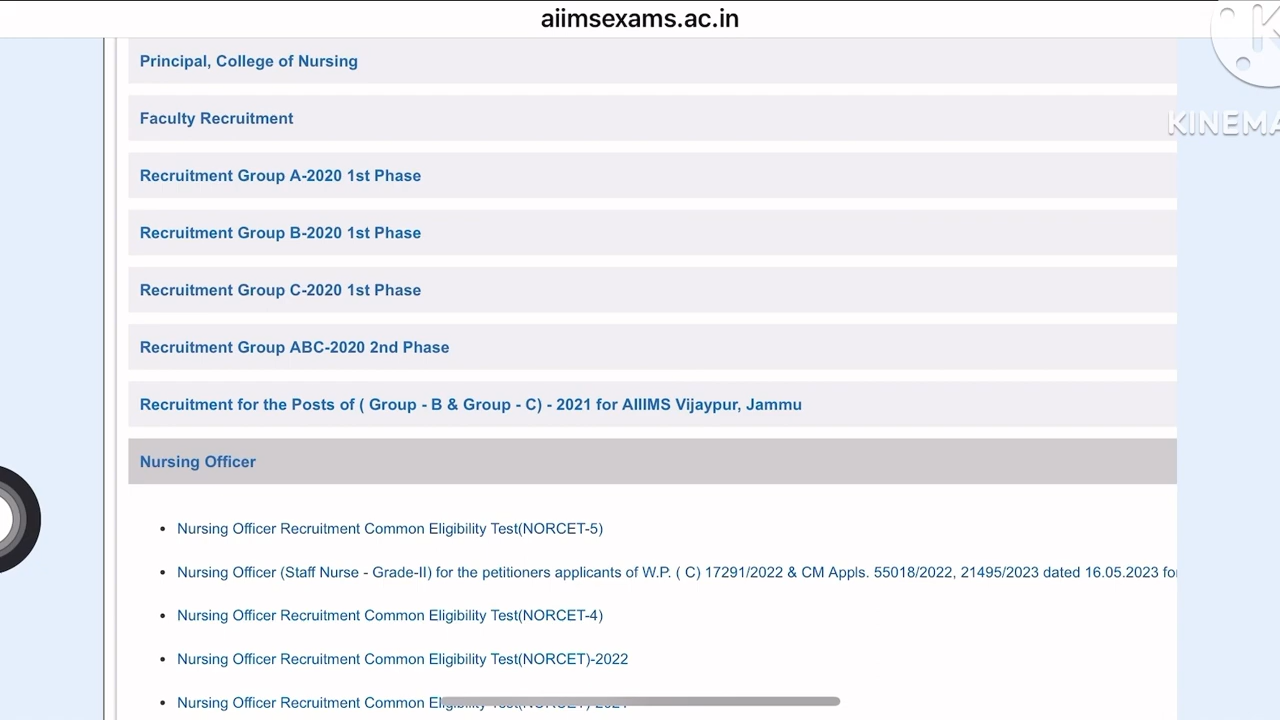 aiimsexams.ac.in
KINEMA
Principal, College of Nursing
Faculty Recruitment
Recruitment Group A-2020 1st Phase
Recruitment Group B-2020 1st Phase
Recruitment Group C-2020 1st Phase
Recruitment Group ABC-2020 2nd Phase
Recruitment for the Posts of ( Group - B & Group - C) - 2021 for AIIIMS Vijaypur, Jammu
Nursing Officer
• Nursing Officer Recruitment Common Eligibility Test(NORCET-5)
• Nursing Officer (Staff Nurse - Grade-II) for the petitioners applicants of W.P. ( C) 17291/2022 & CM Appls. 55018/2022, 21495/2023 dated 16.05.2023 for
• Nursing Officer Recruitment Common Eligibility Test(NORCET-4)
• Nursing Officer Recruitment Common Eligibility Test(NORCET)-2022
• Nursing Officer Recruitment Common